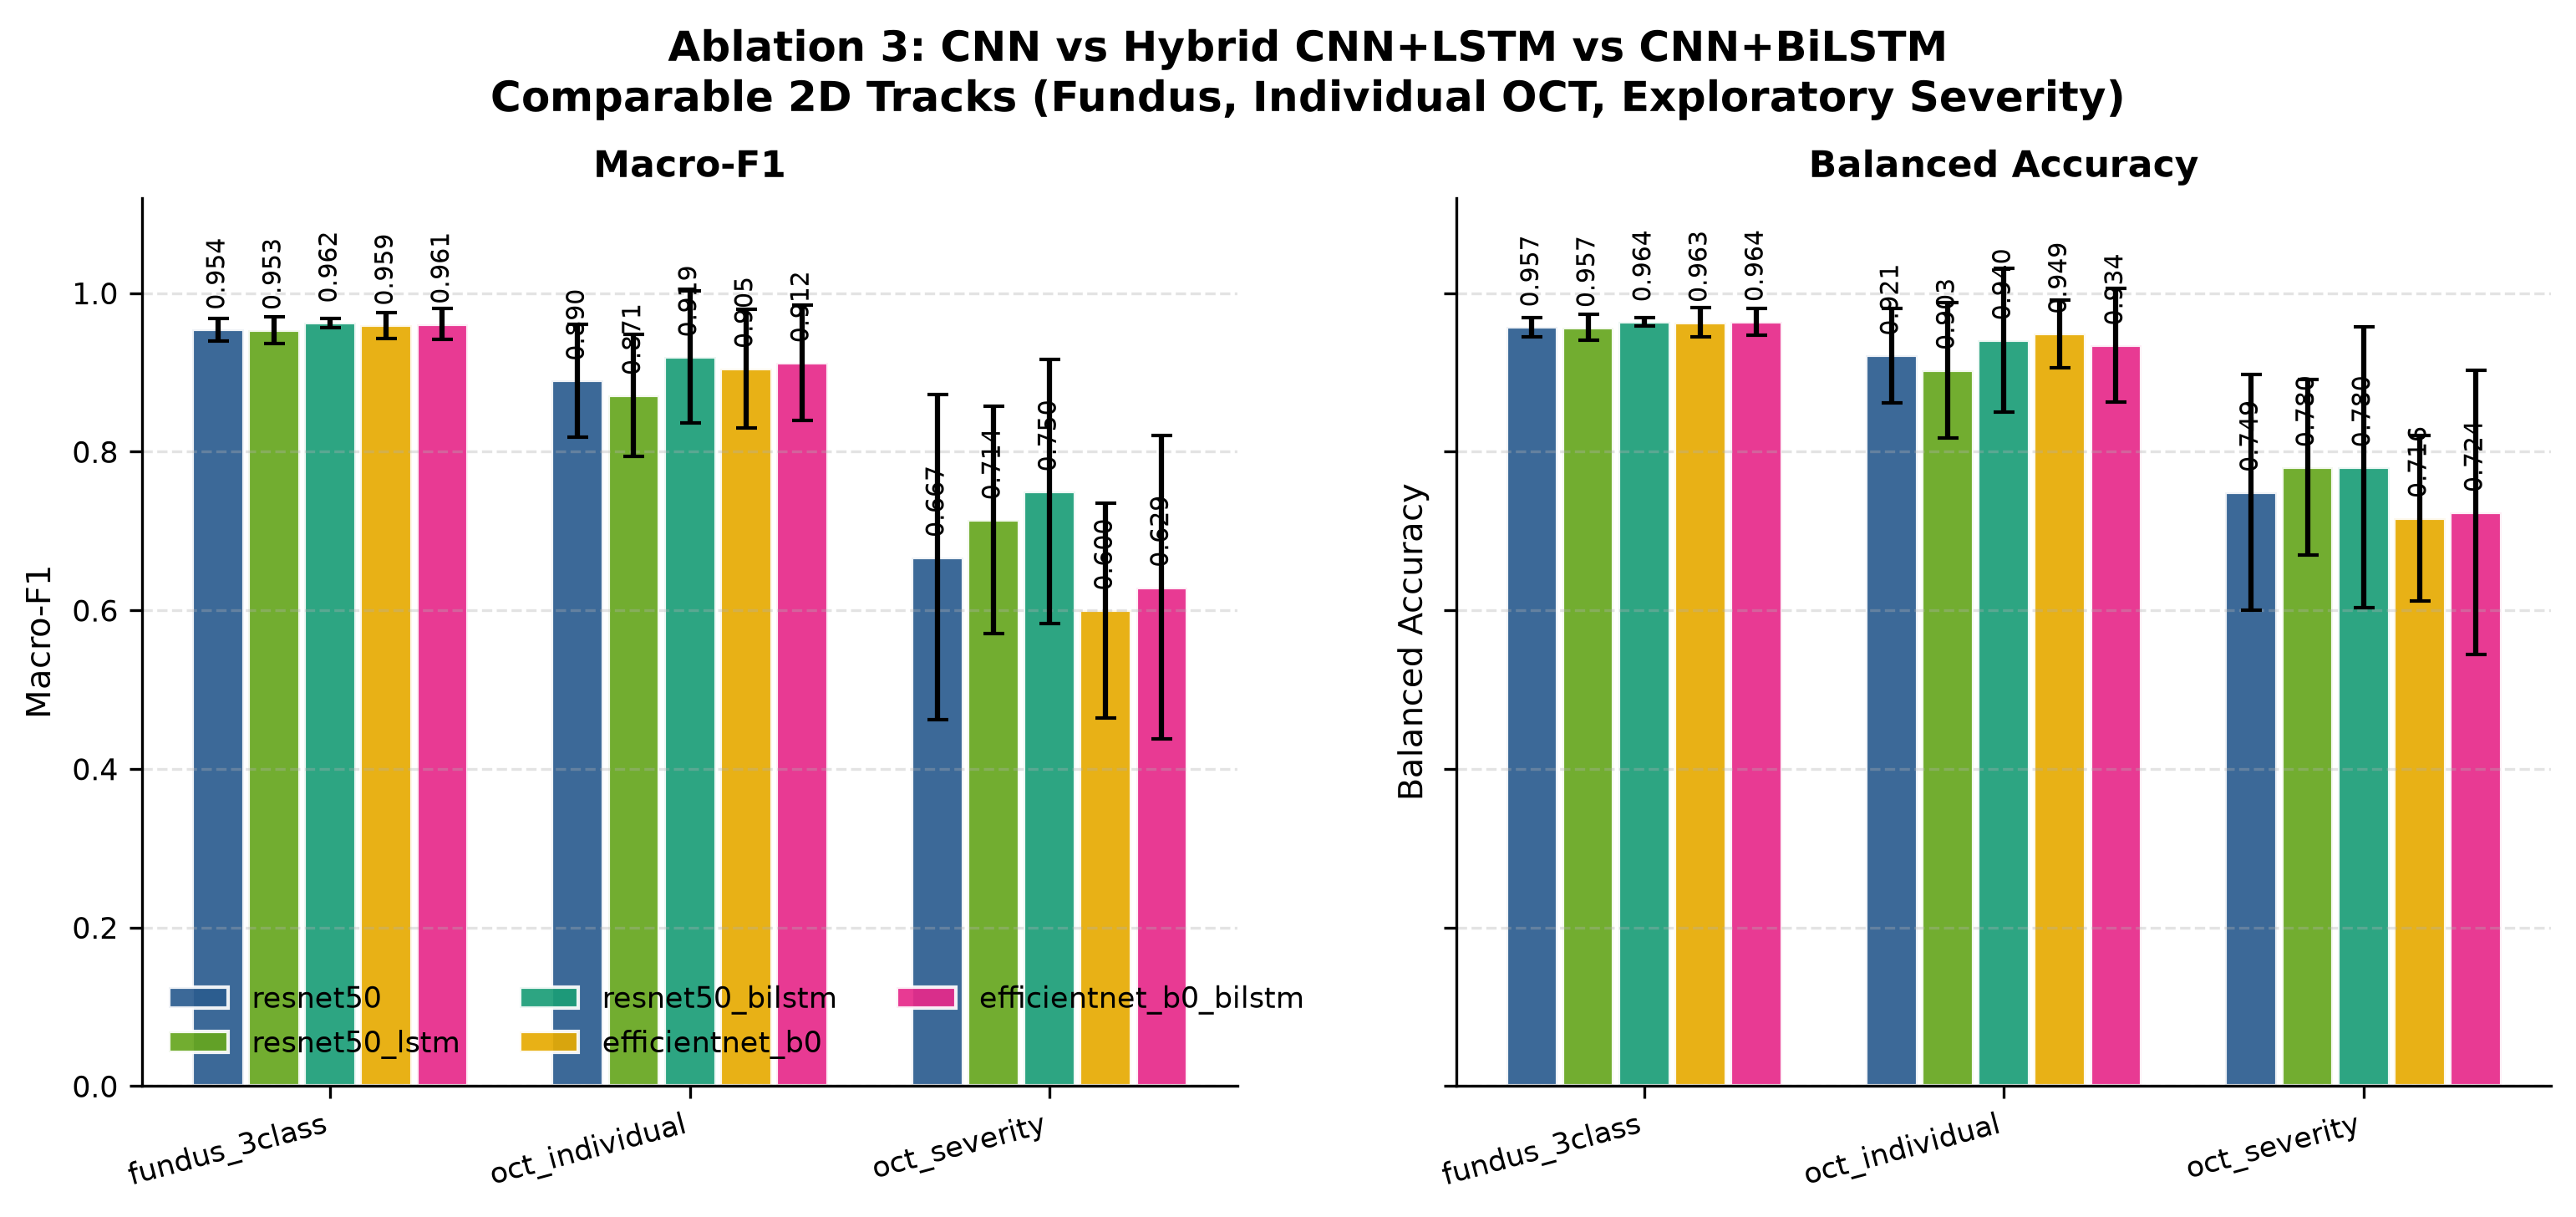 Ablation 3: CNN vs Hybrid CNN+LSTM vs CNN+BiLSTM
Comparable 2D Tracks (Fundus, Individual OCT, Exploratory Severity)
Macro-F1
Macro-F1
1.0
0.8
0.6
0.4
0.2
0.0
0.954
0.953
0.962
0.959
0.961
0.890
0.871
0.919
0.905
0.912
0.667
0.714
0.750
0.600
0.629
resnet50
resnet50_lstm
resnet50_bilstm
efficientnet_b0
efficientnet_b0_bilstm
fundus_3class
oct_individual
oct_severity
Balanced Accuracy
Balanced Accuracy
0.957
0.957
0.964
0.963
0.964
0.921
0.903
0.940
0.949
0.934
0.749
0.780
0.780
0.716
0.724
fundus_3class
oct_individual
oct_severity